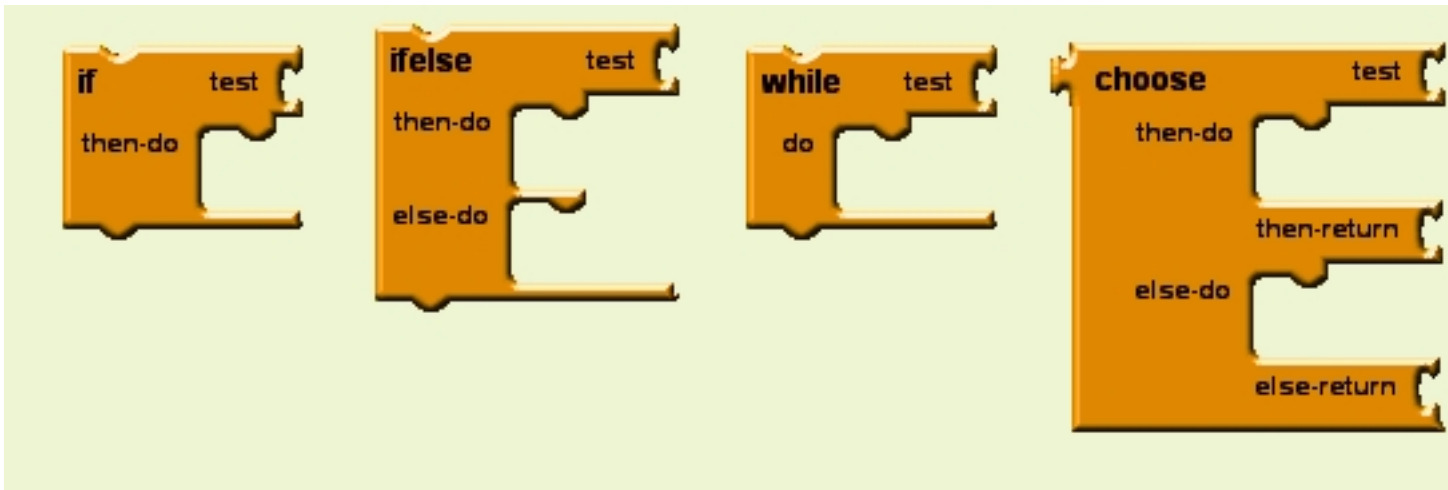 if test
then-do
ifelse test
then-do
else-do
while test
do
choose test
then-do
then-return
else-do
else-return